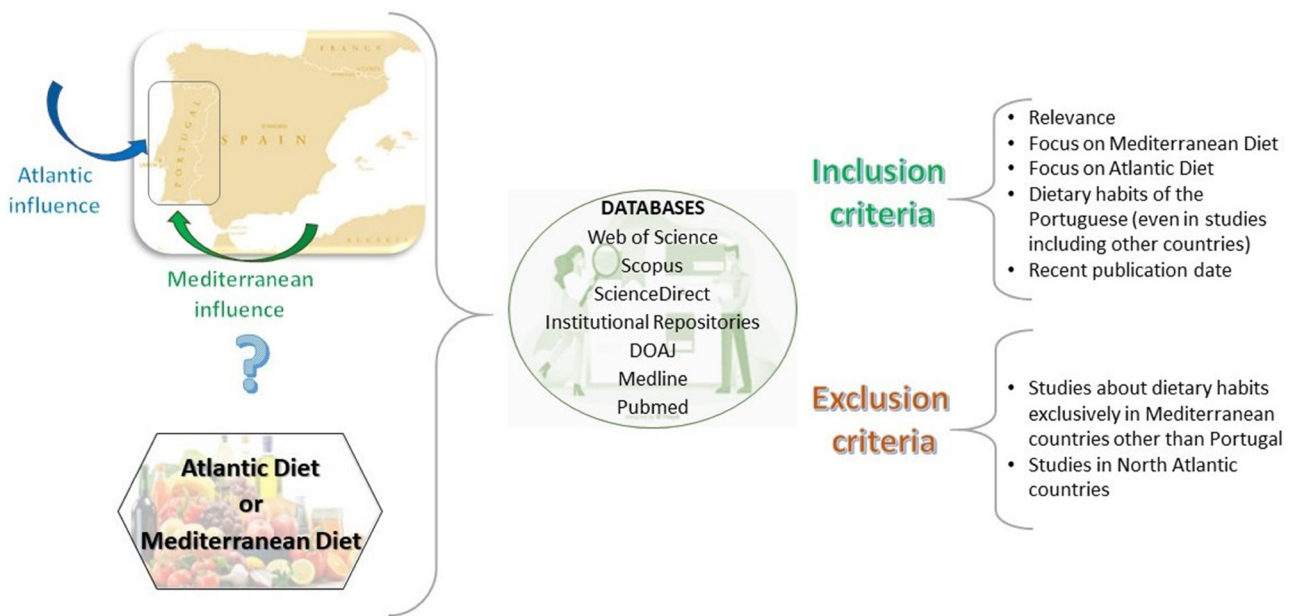 FRANCE
PORTUGAL
SPAIN
ALGERIA
Atlantic
influence
Mediterranean
influence
?
Atlantic Diet
or
Mediterranean Diet
DATABASES
Web of Science
Scopus
ScienceDirect
Institutional Repositories
DOAJ
Medline
Pubmed
Inclusion
criteria
• Relevance
• Focus on Mediterranean Diet
• Focus on Atlantic Diet
• Dietary habits of the
Portuguese (even in studies
including other countries)
• Recent publication date
Exclusion
criteria
• Studies about dietary habits
exclusively in Mediterranean
countries other than Portugal
• Studies in North Atlantic
countries